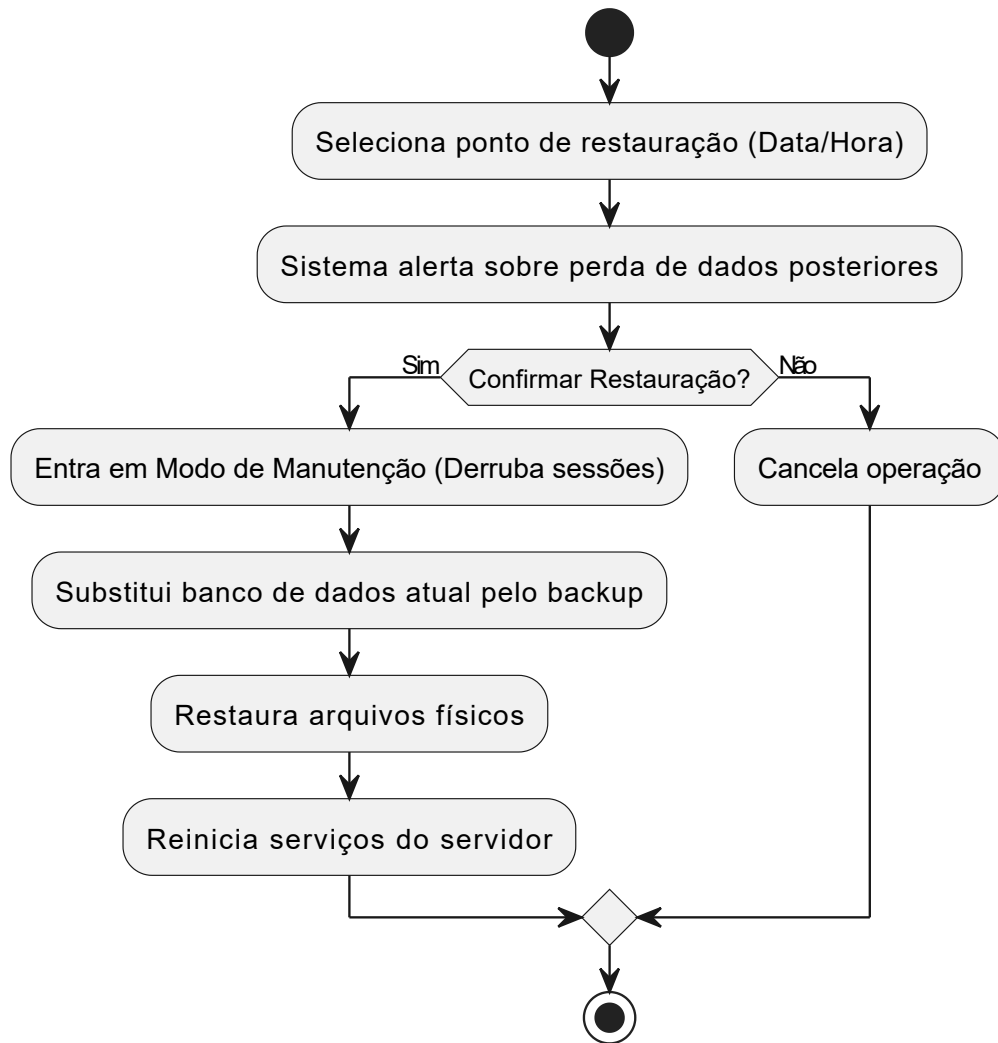 Seleciona ponto de restauração (Data/Hora)
Sistema alerta sobre perda de dados posteriores
Sim
Confirmar Restauração?
Não
Entra em Modo de Manutenção (Derruba sessões)
Cancela operação
Substitui banco de dados atual pelo backup
Restaura arquivos físicos
Reinicia serviços do servidor